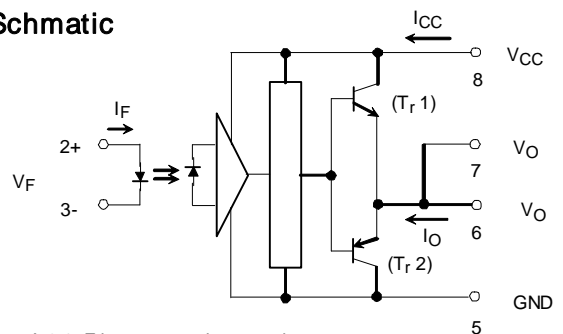 Schmatic
ICC
VCC
8
(Tr 1)
IF
2+
VF
3-
VO
7
VO
6
IO
(Tr 2)
GND
5